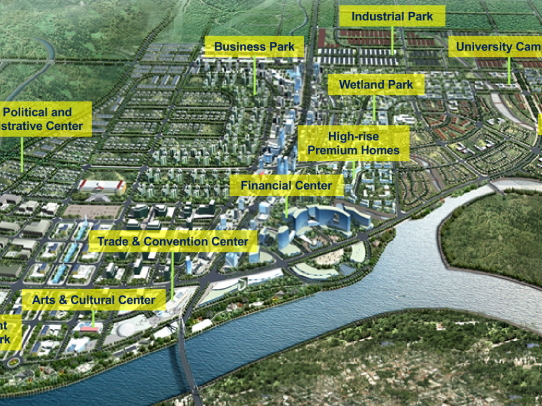 Industrial Park
Business Park
University Cam
Wetland Park
Political and
strative Center
High-rise
Premium Homes
Financial Center
Trade & Convention Center
Arts & Cultural Center
nt
rk